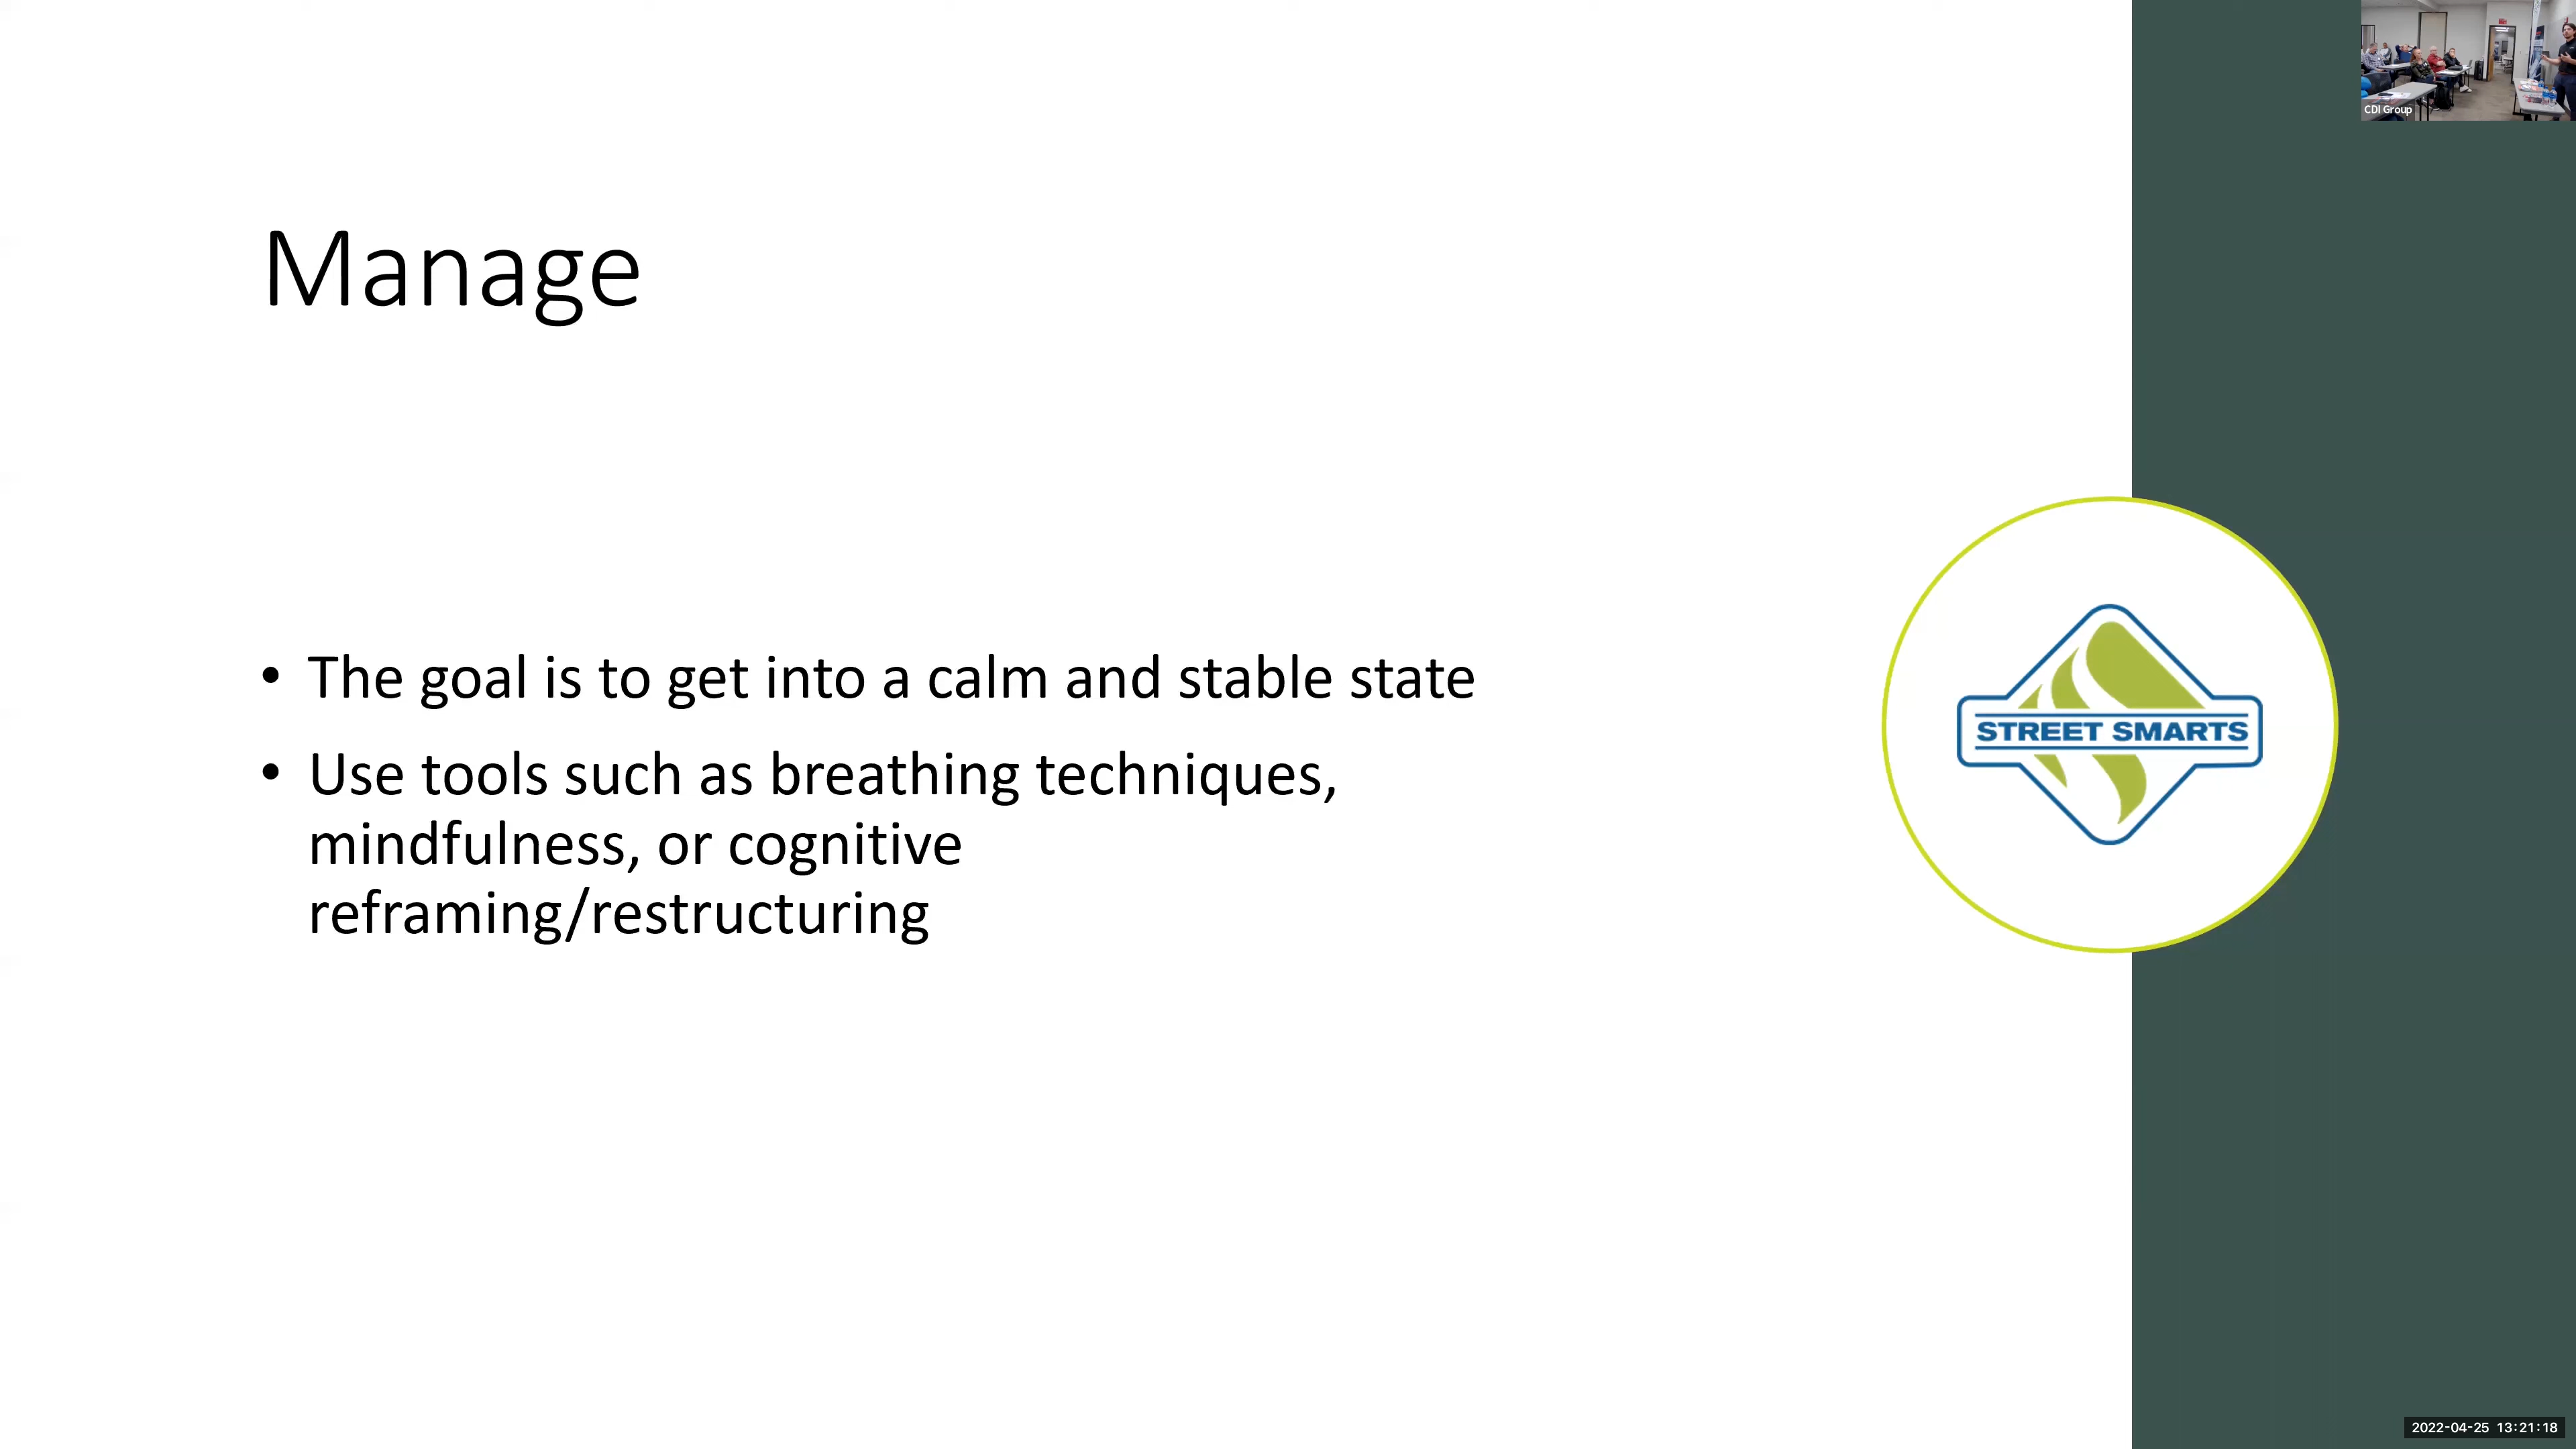 CDI Group
Manage
• The goal is to get into a calm and stable state
• Use tools such as breathing techniques,
mindfulness, or cognitive
reframing/restructuring
STREET SMARTS
2022-04-25 13:21:18